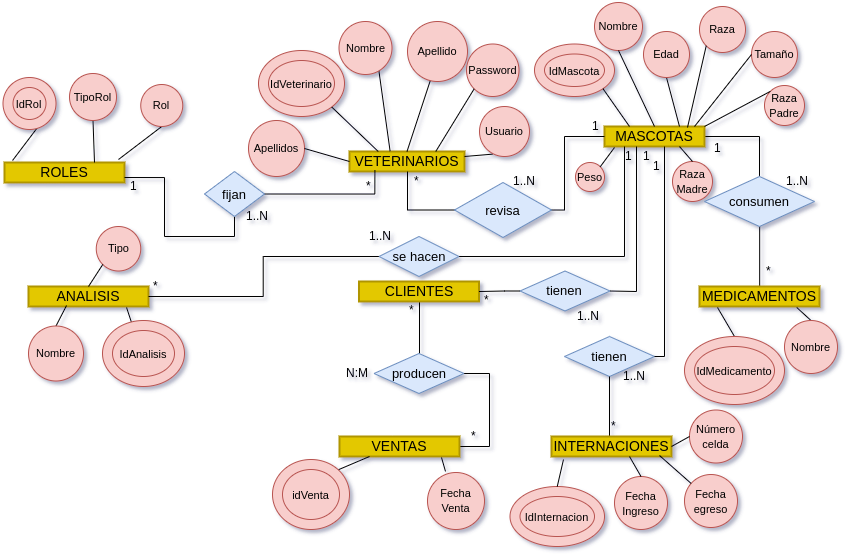 Nombre
Raza
Nombre
Apellido
Edad
Tamaño
IdVeterinario
Password
IdMascota
IdRol
TipoRol
Rol
Raza
Padre
Usuario
1
MASCOTAS
1
Apellidos
VETERINARIOS
1
1
1
ROLES
1
*
*
1..N
Peso
Raza
Madre
1..N
fijan
revisa
consumen
1..N
1..N
Tipo
se hacen
*
*
ANALISIS
CLIENTES
*
tienen
MEDICAMENTOS
*
1..N
Nombre
IdAnalisis
tienen
Nombre
N:M
producen
1..N
IdMedicamento
*
*
VENTAS
INTERNACIONES
Número
celda
idVenta
Fecha
Venta
IdInternacion
Fecha
Ingreso
Fecha
egreso